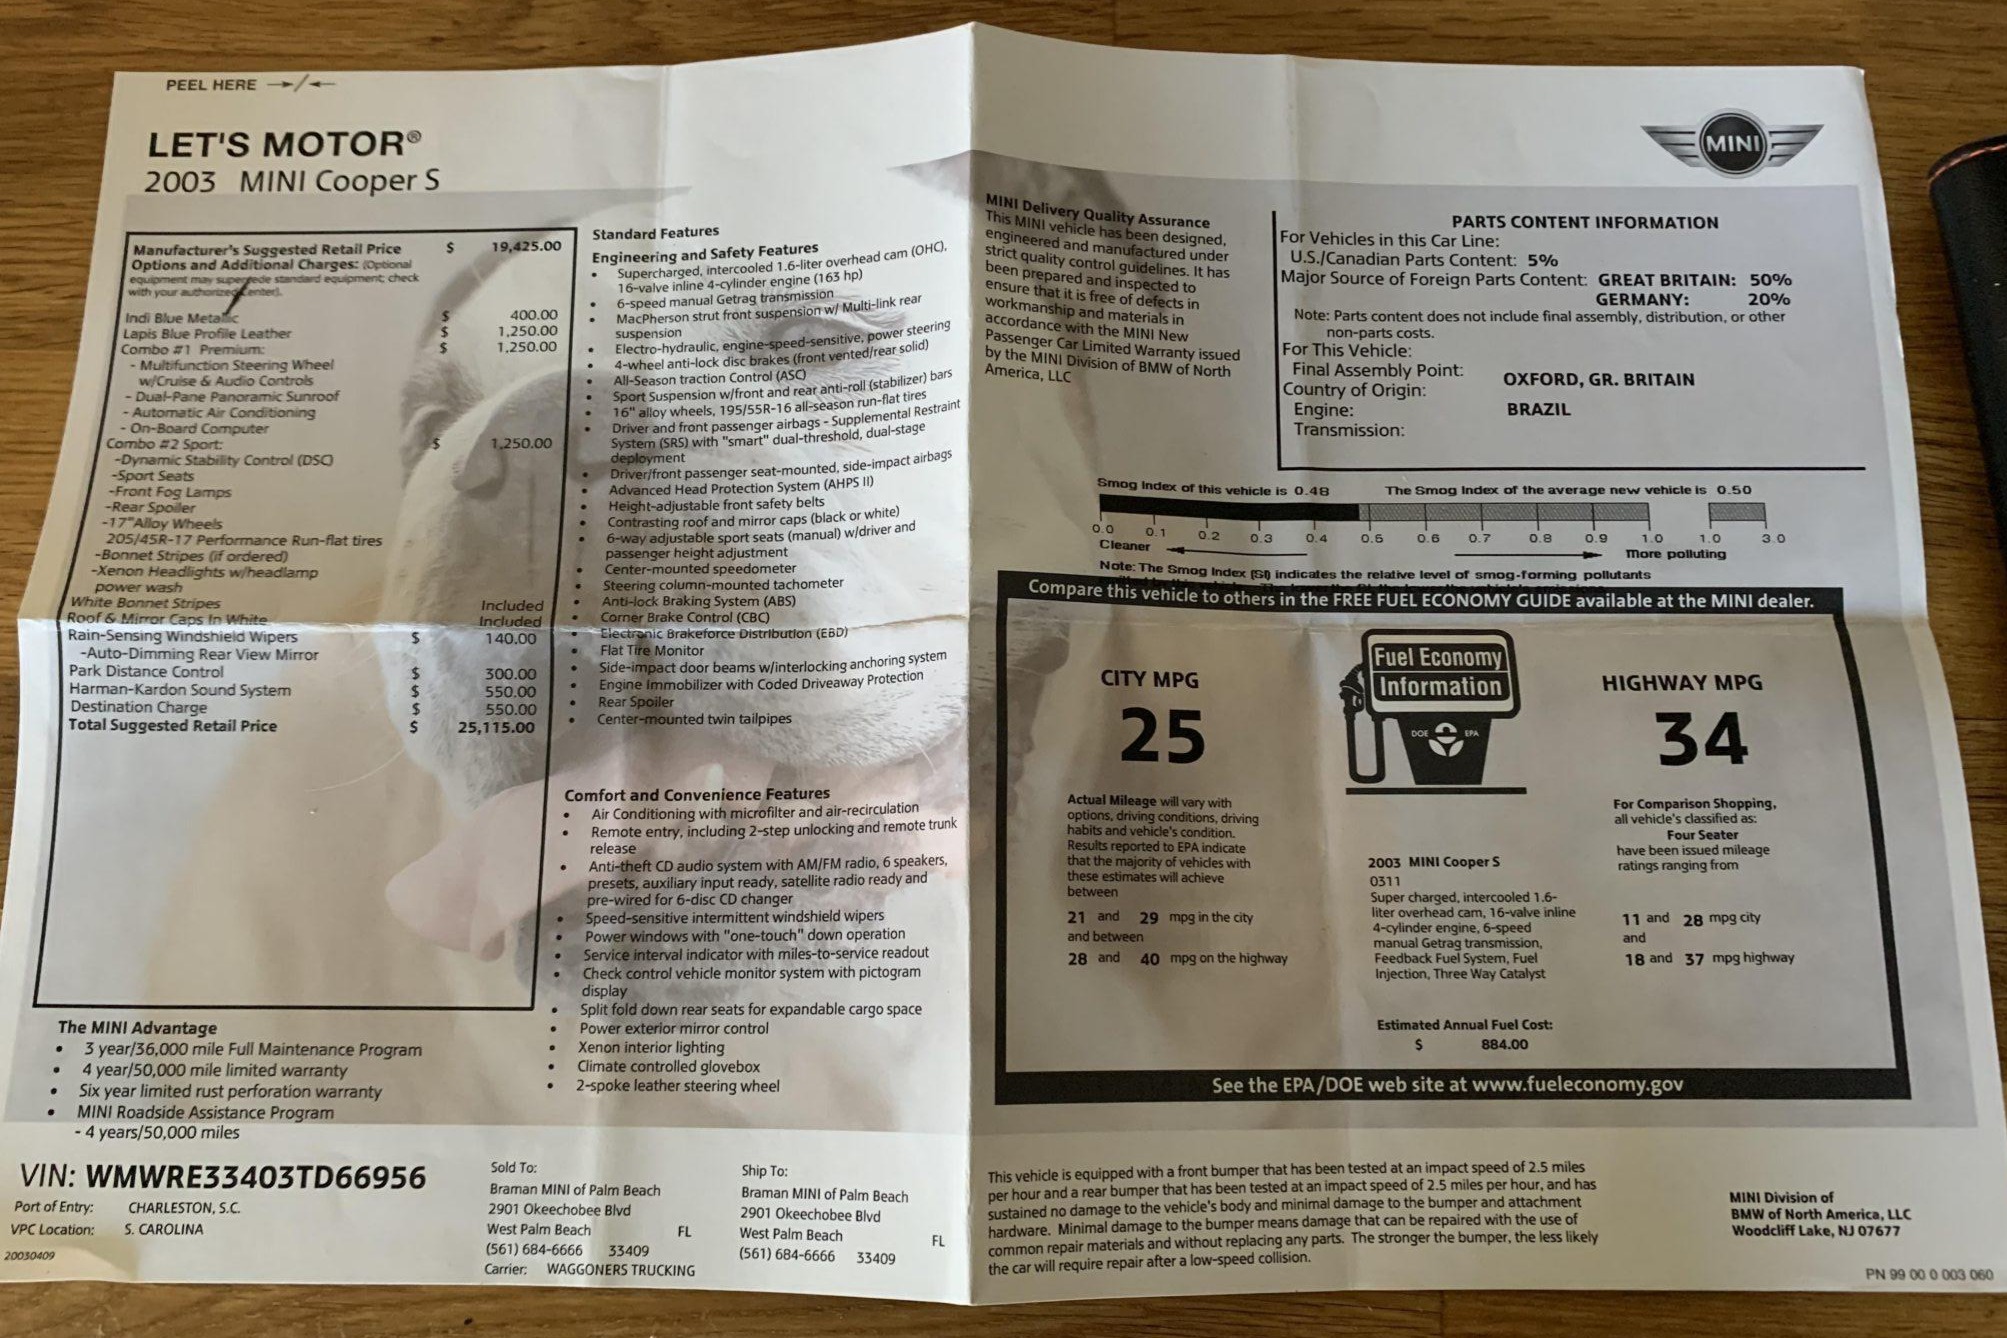 PEEL HERE →/←
LET'S MOTOR®
2003 MINI Cooper S
Manufacturer's Suggested Retail Price $ 19,425.00
Options and Additional Charges: (Optional
equipment may supersede standard equipment; check
with your authorized Center).
Indi Blue Metallic $ 400.00
Lapis Blue Profile Leather $ 1,250.00
Combo #1 Premium: $ 1,250.00
- Multifunction Steering Wheel
w/Cruise & Audio Controls
- Dual-Pane Panoramic Sunroof
- Automatic Air Conditioning
- On-Board Computer
Combo #2 Sport: $ 1,250.00
-Dynamic Stability Control (DSC)
-Sport Seats
-Front Fog Lamps
-Rear Spoiler
-17"Alloy Wheels
205/45R-17 Performance Run-flat tires
-Bonnet Stripes (if ordered)
-Xenon Headlights w/headlamp
power wash
White Bonnet Stripes Included
Roof & Mirror Caps In White Included
Rain-Sensing Windshield Wipers $ 140.00
-Auto-Dimming Rear View Mirror
Park Distance Control $ 300.00
Harman-Kardon Sound System $ 550.00
Destination Charge $ 550.00
Total Suggested Retail Price $ 25,115.00
The MINI Advantage
• 3 year/36,000 mile Full Maintenance Program
• 4 year/50,000 mile limited warranty
• Six year limited rust perforation warranty
• MINI Roadside Assistance Program
- 4 years/50,000 miles
Standard Features
Engineering and Safety Features
• Supercharged, intercooled 1.6-liter overhead cam (OHC),
16-valve inline 4-cylinder engine (163 hp)
• 6-speed manual Getrag transmission
• MacPherson strut front suspension w/ Multi-link rear
suspension
• Electro-hydraulic, engine-speed-sensitive, power steering
• 4-wheel anti-lock disc brakes (front vented/rear solid)
• All-Season traction Control (ASC)
• Sport Suspension w/front and rear anti-roll (stabilizer) bars
• 16" alloy wheels, 195/55R-16 all-season run-flat tires
• Driver and front passenger airbags - Supplemental Restraint
System (SRS) with "smart" dual-threshold, dual-stage
deployment
• Driver/front passenger seat-mounted, side-impact airbags
• Advanced Head Protection System (AHPS II)
• Height-adjustable front safety belts
• Contrasting roof and mirror caps (black or white)
• 6-way adjustable sport seats (manual) w/driver and
passenger height adjustment
• Center-mounted speedometer
• Steering column-mounted tachometer
• Anti-lock Braking System (ABS)
• Corner Brake Control (CBC)
• Electronic Brakeforce Distribution (EBD)
• Flat Tire Monitor
• Side-impact door beams w/interlocking anchoring system
• Engine Immobilizer with Coded Driveaway Protection
• Rear Spoiler
• Center-mounted twin tailpipes
Comfort and Convenience Features
• Air Conditioning with microfilter and air-recirculation
• Remote entry, including 2-step unlocking and remote trunk
release
• Anti-theft CD audio system with AM/FM radio, 6 speakers,
presets, auxiliary input ready, satellite radio ready and
pre-wired for 6-disc CD changer
• Speed-sensitive intermittent windshield wipers
• Power windows with "one-touch" down operation
• Service interval indicator with miles-to-service readout
• Check control vehicle monitor system with pictogram
display
• Split fold down rear seats for expandable cargo space
• Power exterior mirror control
• Xenon interior lighting
• Climate controlled glovebox
• 2-spoke leather steering wheel
VIN: WMWRE33403TD66956
Port of Entry: CHARLESTON, S.C.
VPC Location: S. CAROLINA
20030409
Sold To:
Braman MINI of Palm Beach
2901 Okeechobee Blvd
West Palm Beach FL
(561) 684-6666 33409
Carrier: WAGGONERS TRUCKING
Ship To:
Braman MINI of Palm Beach
2901 Okeechobee Blvd
West Palm Beach FL
(561) 684-6666 33409
MINI
MINI Delivery Quality Assurance
This MINI vehicle has been designed,
engineered and manufactured under
strict quality control guidelines. It has
been prepared and inspected to
ensure that it is free of defects in
workmanship and materials in
accordance with the MINI New
Passenger Car Limited Warranty issued
by the MINI Division of BMW of North
America, LLC
PARTS CONTENT INFORMATION
For Vehicles in this Car Line:
U.S./Canadian Parts Content: 5%
Major Source of Foreign Parts Content: GREAT BRITAIN: 50%
GERMANY: 20%
Note: Parts content does not include final assembly, distribution, or other
non-parts costs.
For This Vehicle:
Final Assembly Point: OXFORD, GR. BRITAIN
Country of Origin:
Engine: BRAZIL
Transmission:
Smog Index of this vehicle is 0.48 The Smog Index of the average new vehicle is 0.50
0.0 0.1 0.2 0.3 0.4 0.5 0.6 0.7 0.8 0.9 1.0 1.0 3.0
Cleaner More polluting
Note: The Smog Index (SI) indicates the relative level of smog-forming pollutants
Compare this vehicle to others in the FREE FUEL ECONOMY GUIDE available at the MINI dealer.
CITY MPG
25
Fuel Economy
Information
DOE EPA
HIGHWAY MPG
34
Actual Mileage will vary with
options, driving conditions, driving
habits and vehicle's condition.
Results reported to EPA indicate
that the majority of vehicles with
these estimates will achieve
between
21 and 29 mpg in the city
and between
28 and 40 mpg on the highway
2003 MINI Cooper S
0311
Super charged, intercooled 1.6-
liter overhead cam, 16-valve inline
4-cylinder engine, 6-speed
manual Getrag transmission,
Feedback Fuel System, Fuel
Injection, Three Way Catalyst
Estimated Annual Fuel Cost:
$ 884.00
For Comparison Shopping,
all vehicle's classified as:
Four Seater
have been issued mileage
ratings ranging from
11 and 28 mpg city
and
18 and 37 mpg highway
See the EPA/DOE web site at www.fueleconomy.gov
This vehicle is equipped with a front bumper that has been tested at an impact speed of 2.5 miles
per hour and a rear bumper that has been tested at an impact speed of 2.5 miles per hour, and has
sustained no damage to the vehicle's body and minimal damage to the bumper and attachment
hardware. Minimal damage to the bumper means damage that can be repaired with the use of
common repair materials and without replacing any parts. The stronger the bumper, the less likely
the car will require repair after a low-speed collision.
MINI Division of
BMW of North America, LLC
Woodcliff Lake, NJ 07677
PN 99 00 0 003 060